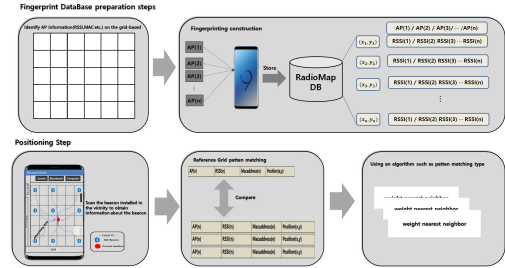 Fingerprint DataBase preparation steps
Identify AP information(RSSI,MAC etc.) on the grid-based
Fingerprinting construction
AP(1)
AP(2)
AP(3)
⋮
AP(n)
Store
RadioMap
DB
AP(1) / AP(2) / AP(3)/ ··· /AP(n)
(x₁,y₁)
RSSI(1) / RSSI(2) RSSI(3) ··· RSSI(n)
(x₂,y₂)
RSSI(1) / RSSI(2) RSSI(3) ··· RSSI(n)
(x₃,y₃)
RSSI(1) / RSSI(2) RSSI(3) ··· RSSI(n)
⋮
(xₙ,yₙ)
RSSI(1) / RSSI(2) RSSI(3) ··· RSSI(n)
Positioning Step
Scan the beacon installed in
the vicinity to obtain
information about the beacon
Reference Grid patten matching
AP(n) RSSI(n) Macaddress(n) Position(x,y)
Compare
AP(n) RSSI(n) Macaddress(n) Position(x,y)
AP(n) RSSI(n) Macaddress(n) Position(x,y)
AP(n) RSSI(n) Macaddress(n) Position(x,y)
Using an algorithm such as patten matching type
weight nearest neighbor
weight nearest neighbor
weight nearest neighbor